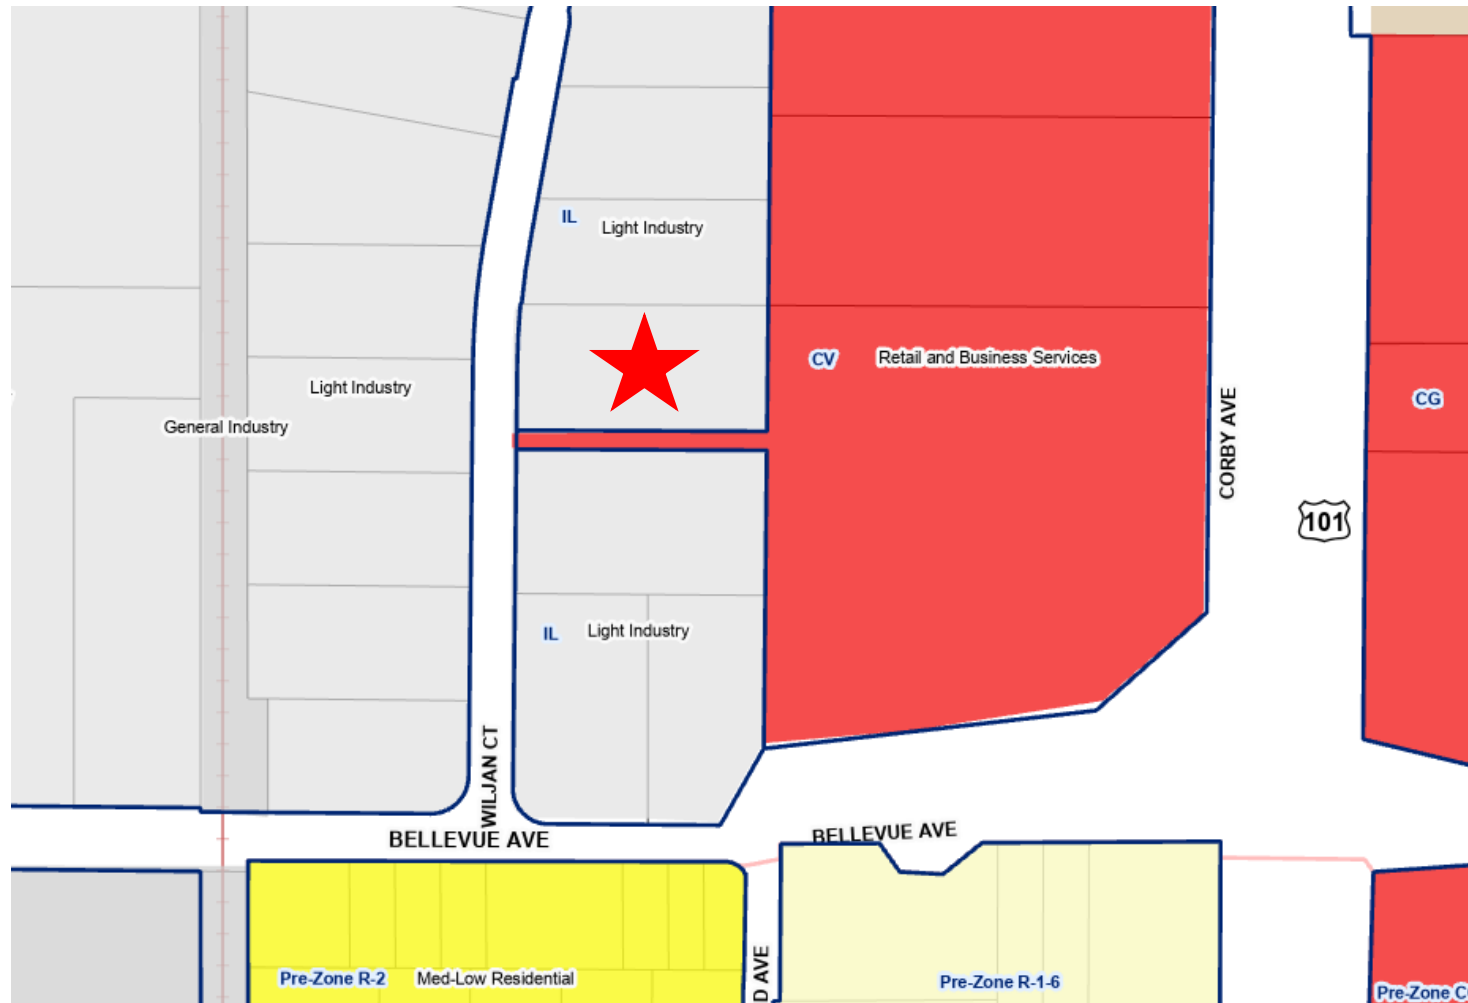 IL
Light Industry
CV
Retail and Business Services
Light Industry
CORBY AVE
CG
General Industry
101
IL
Light Industry
WILJAN CT
BELLEVUE AVE
BELLEVUE AVE
D AVE
Pre-Zone R-2
Med-Low Residential
Pre-Zone R-1-6
Pre-Zone C